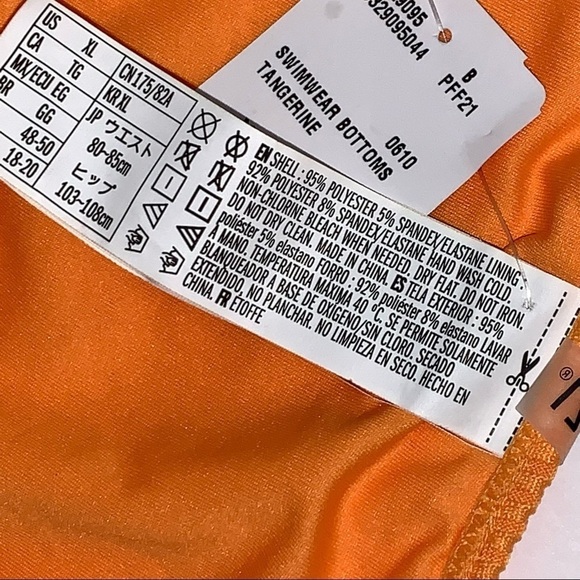 9095
329095044
B
PFF21
SWIMWEAR BOTTOMS
TANGERINE
0610
US XL
CA TG CN 175/82A
MX/ECU EG KR XL
BR GG JP ウエスト
48-50 80-85cm
18-20 ヒップ
103-108cm
EN SHELL: 95% POLYESTER 5% SPANDEX/ELASTANE LINING:
92% POLYESTER 8% SPANDEX/ELASTANE HAND WASH COLD.
NON-CHLORINE BLEACH WHEN NEEDED. DRY FLAT. DO NOT IRON.
DO NOT DRY CLEAN. MADE IN CHINA. ES TELA EXTERIOR: 95%
poliéster 5% elastano FORRO: 92% poliéster 8% elastano LAVAR
A MANO. TEMPERATURA MÁXIMA 40 °C. SE PERMITE SOLAMENTE
BLANQUEADOR A BASE DE OXÍGENO/SIN CLORO. SECADO
EXTENDIDO. NO PLANCHAR. NO LIMPIEZA EN SECO. HECHO EN
CHINA FR ÉTOFFE
®